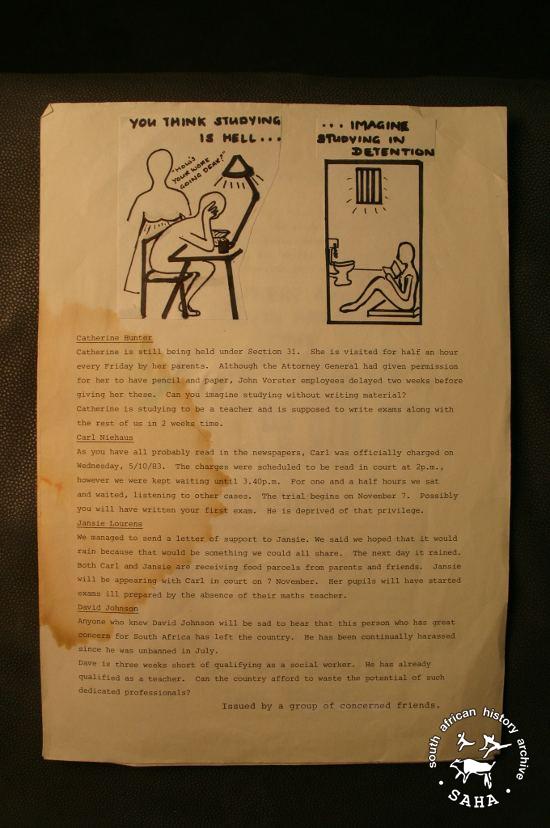 YOU THINK STUDYING
IS HELL...
"HOW'S
YOUR WORK
GOING DEAR?"
... IMAGINE
STUDYING IN
DETENTION
Catherine Hunter
Catherine is still being held under Section 31. She is visited for half an hour
every Friday by her parents. Although the Attorney General had given permission
for her to have pencil and paper, John Vorster employees delayed two weeks before
giving her these. Can you imagine studying without writing material?
Catherine is studying to be a teacher and is supposed to write exams along with
the rest of us in 2 weeks time.
Carl Niehaus
As you have all probably read in the newspapers, Carl was officially charged on
Wednesday, 5/10/83. The charges were scheduled to be read in court at 2p.m.,
however we were kept waiting until 3.40p.m. For one and a half hours we sat
and waited, listening to other cases. The trial begins on November 7. Possibly
you will have written your first exam. He is deprived of that privilege.
Jansie Lourens
We managed to send a letter of support to Jansie. We said we hoped that it would
rain because that would be something we could all share. The next day it rained.
Both Carl and Jansie are receiving food parcels from parents and friends. Jansie
will be appearing with Carl in court on 7 November. Her pupils will have started
exams ill prepared by the absence of their maths teacher.
David Johnson
Anyone who knew David Johnson will be sad to hear that this person who has great
concern for South Africa has left the country. He has been continually harassed
since he was unbanned in July.
Dave is three weeks short of qualifying as a social worker. He has already
qualified as a teacher. Can the country afford to waste the potential of such
dedicated professionals?
Issued by a group of concerned friends.
south african history archive
• SAHA •